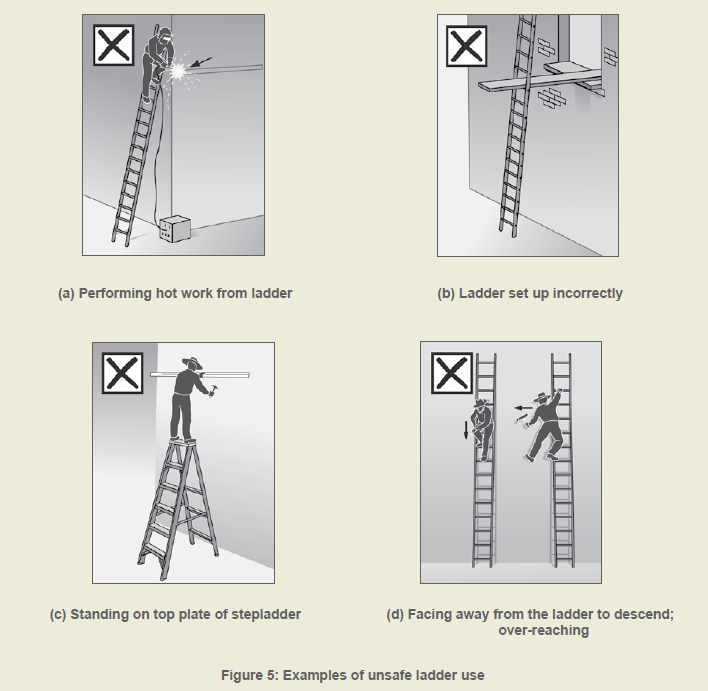 (a) Performing hot work from ladder
(b) Ladder set up incorrectly
(c) Standing on top plate of stepladder
(d) Facing away from the ladder to descend;
over-reaching
Figure 5: Examples of unsafe ladder use